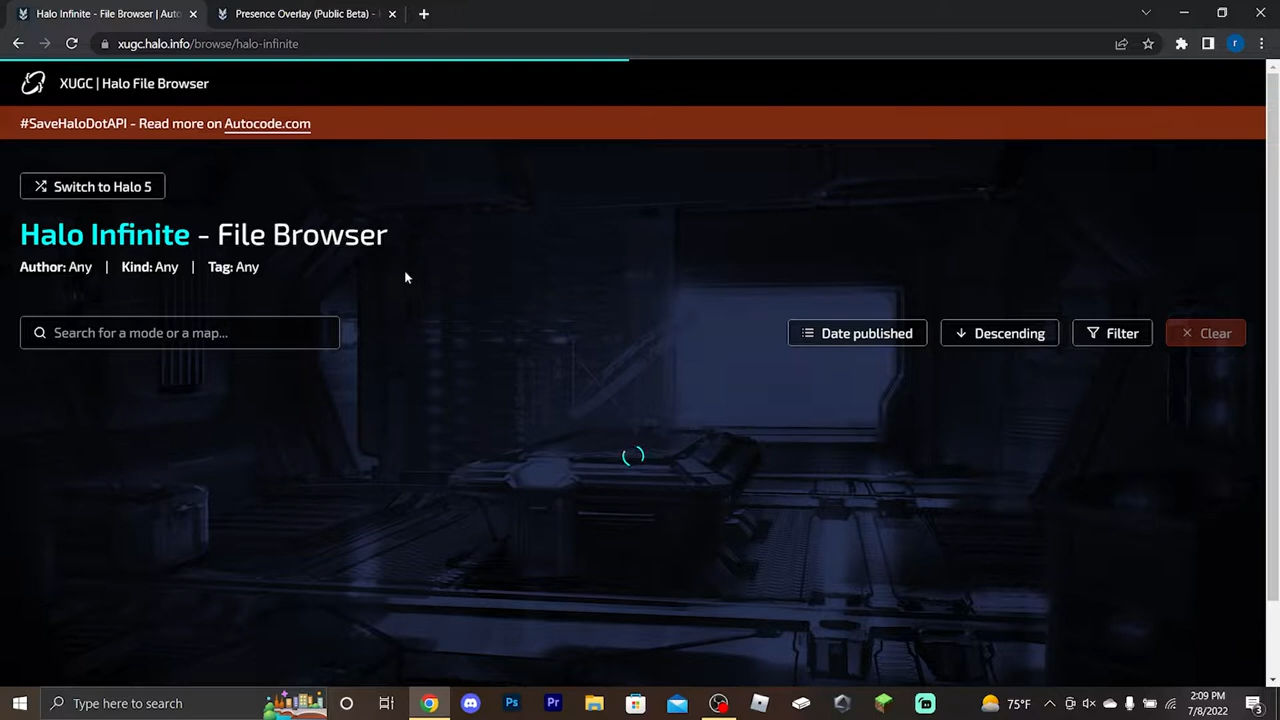 Halo Infinite - File Browser | Auto
Presence Overlay (Public Beta) -
xugc.halo.info/browse/halo-infinite
r
XUGC | Halo File Browser
#SaveHaloDotAPI - Read more on Autocode.com
Switch to Halo 5
Halo Infinite - File Browser
Author: Any | Kind: Any | Tag: Any
Search for a mode or a map...
Date published
Descending
Filter
Clear
Type here to search
Ps
Pr
75°F
2:09 PM
7/8/2022
3